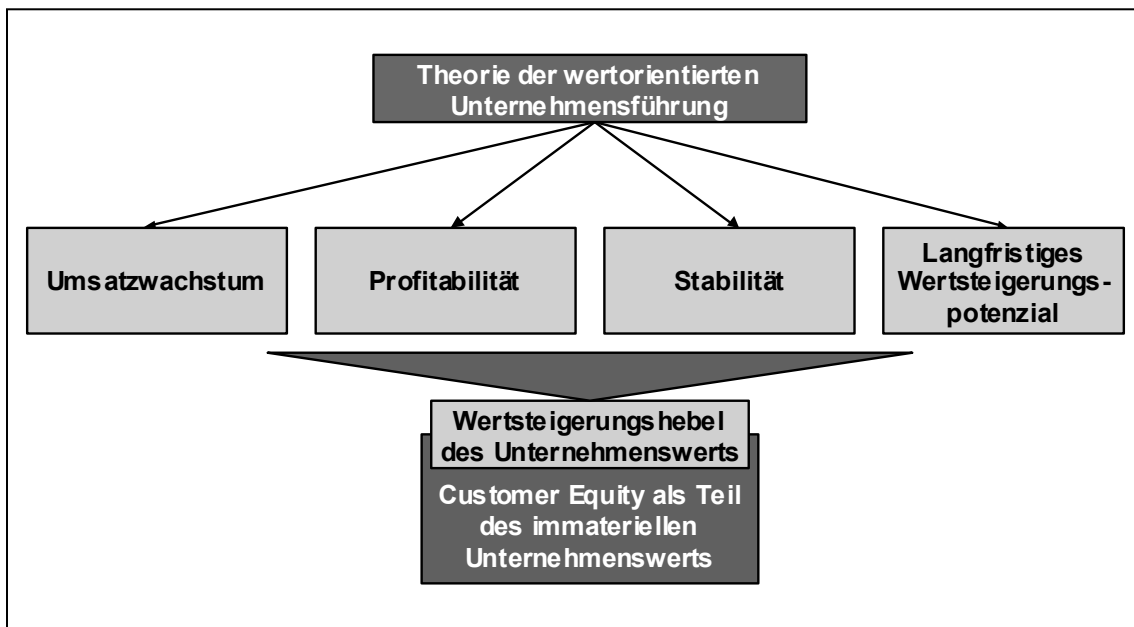 Theorie der wertorientierten
Unternehmensführung
Umsatzwachstum
Profitabilität
Stabilität
Langfristiges
Wertsteigerungs-
potenzial
Wertsteigerungshebel
des Unternehmenswerts
Customer Equity als Teil
des immateriellen
Unternehmenswerts